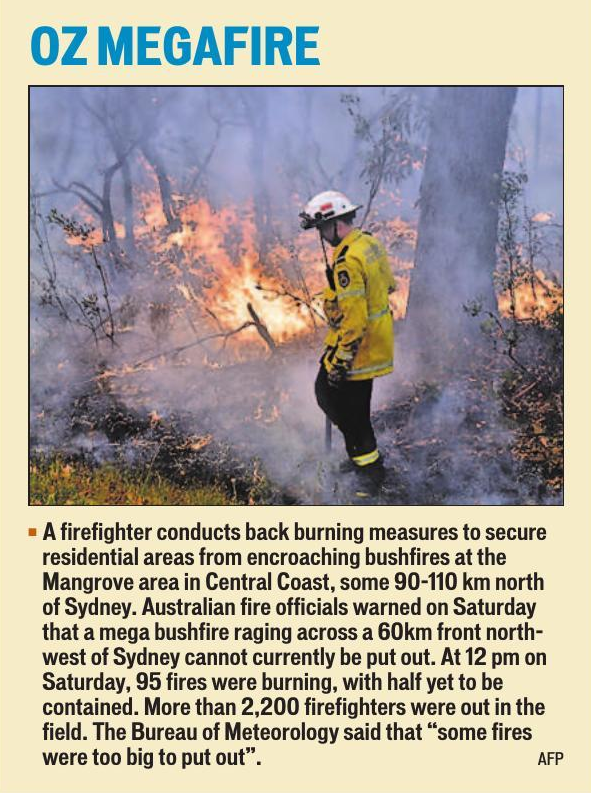 OZ MEGAFIRE
A firefighter conducts back burning measures to secure
residential areas from encroaching bushfires at the
Mangrove area in Central Coast, some 90-110 km north
of Sydney. Australian fire officials warned on Saturday
that a mega bushfire raging across a 60km front north-
west of Sydney cannot currently be put out. At 12 pm on
Saturday, 95 fires were burning, with half yet to be
contained. More than 2,200 firefighters were out in the
field. The Bureau of Meteorology said that “some fires
were too big to put out”.
AFP